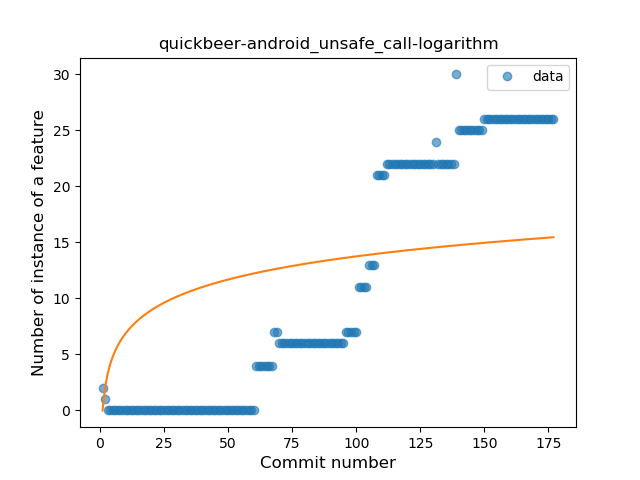 quickbeer-android_unsafe_call-logarithm
data
Number of instance of a feature
30
25
20
15
10
5
0
0 25 50 75 100 125 150 175
Commit number